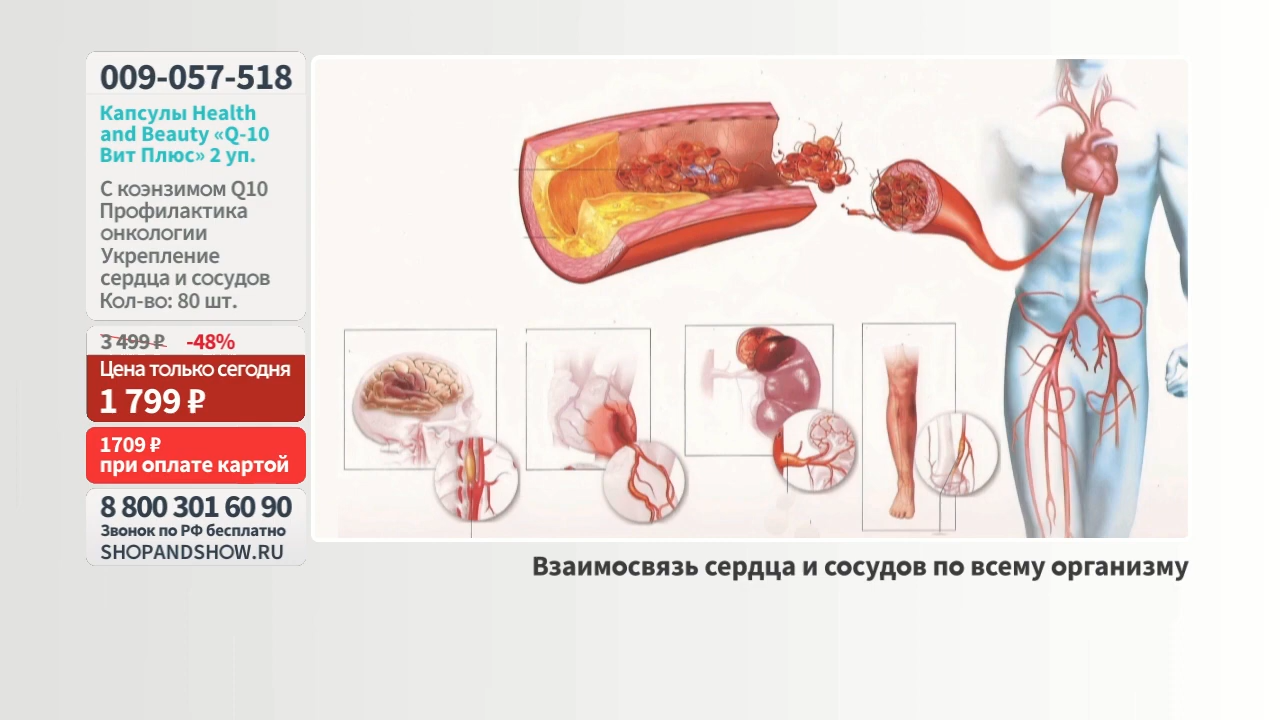 009-057-518
Капсулы Health
and Beauty «Q-10
Вит Плюс» 2 уп.
С коэнзимом Q10
Профилактика
онкологии
Укрепление
сердца и сосудов
Кол-во: 80 шт.
3 499 ₽ -48%
Цена только сегодня
1 799 ₽
1709 ₽
при оплате картой
8 800 301 60 90
Звонок по РФ бесплатно
SHOPANDSHOW.RU
Взаимосвязь сердца и сосудов по всему организму